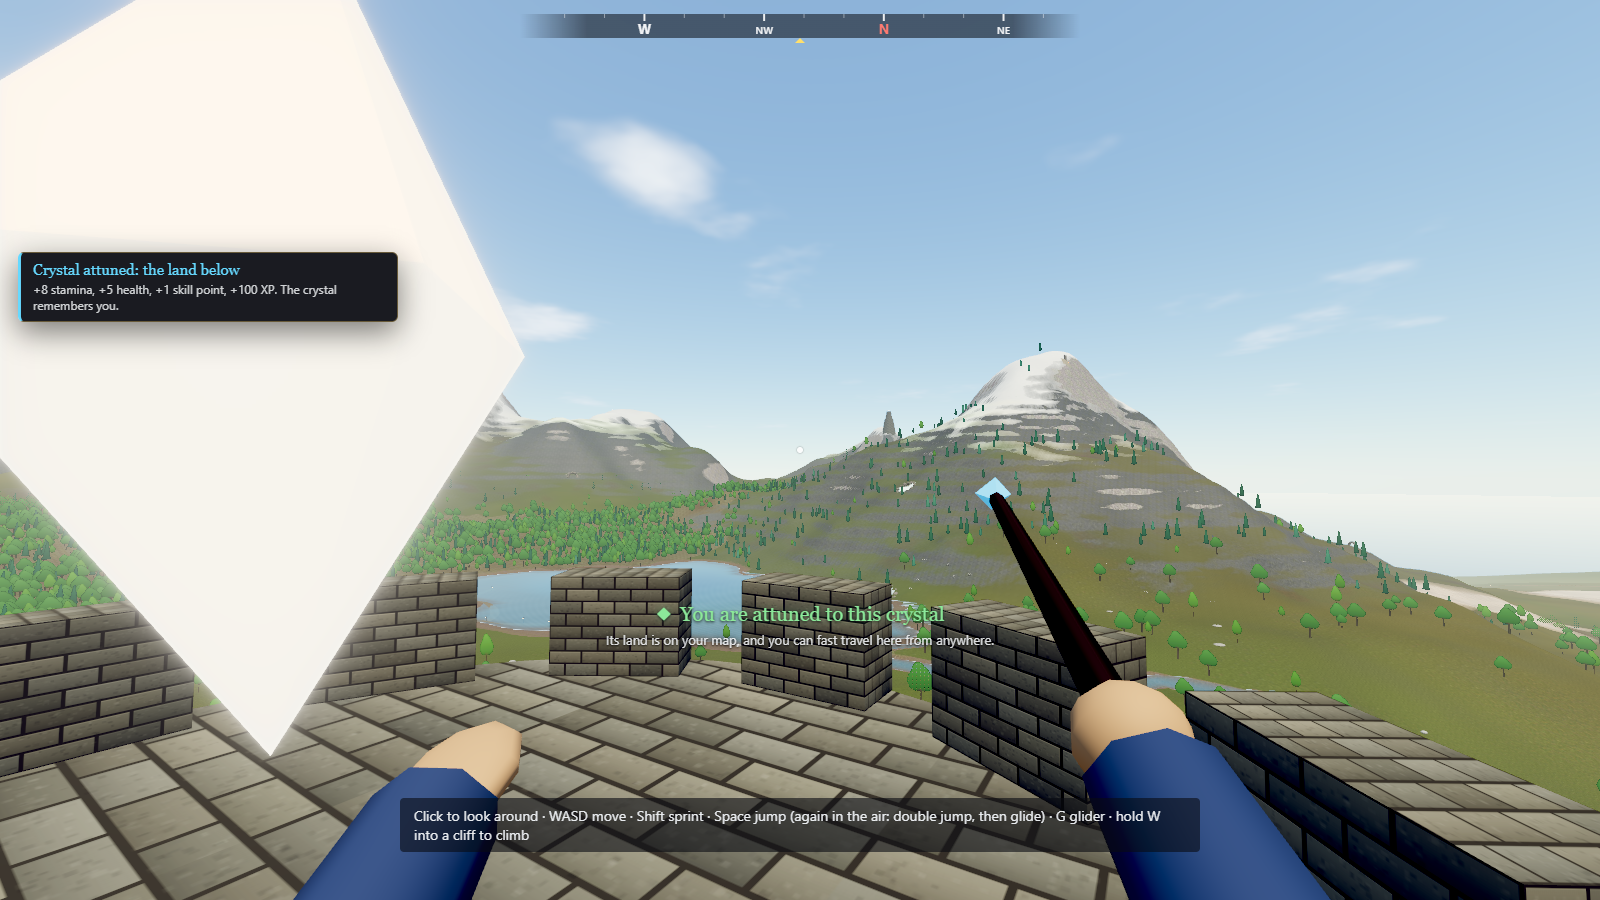 W NW N NE
Crystal attuned: the land below
+8 stamina, +5 health, +1 skill point, +100 XP. The crystal
remembers you.
You are attuned to this crystal
Its land is on your map, and you can fast travel here from anywhere.
Click to look around · WASD move · Shift sprint · Space jump (again in the air: double jump, then glide) · G glider · hold W
into a cliff to climb